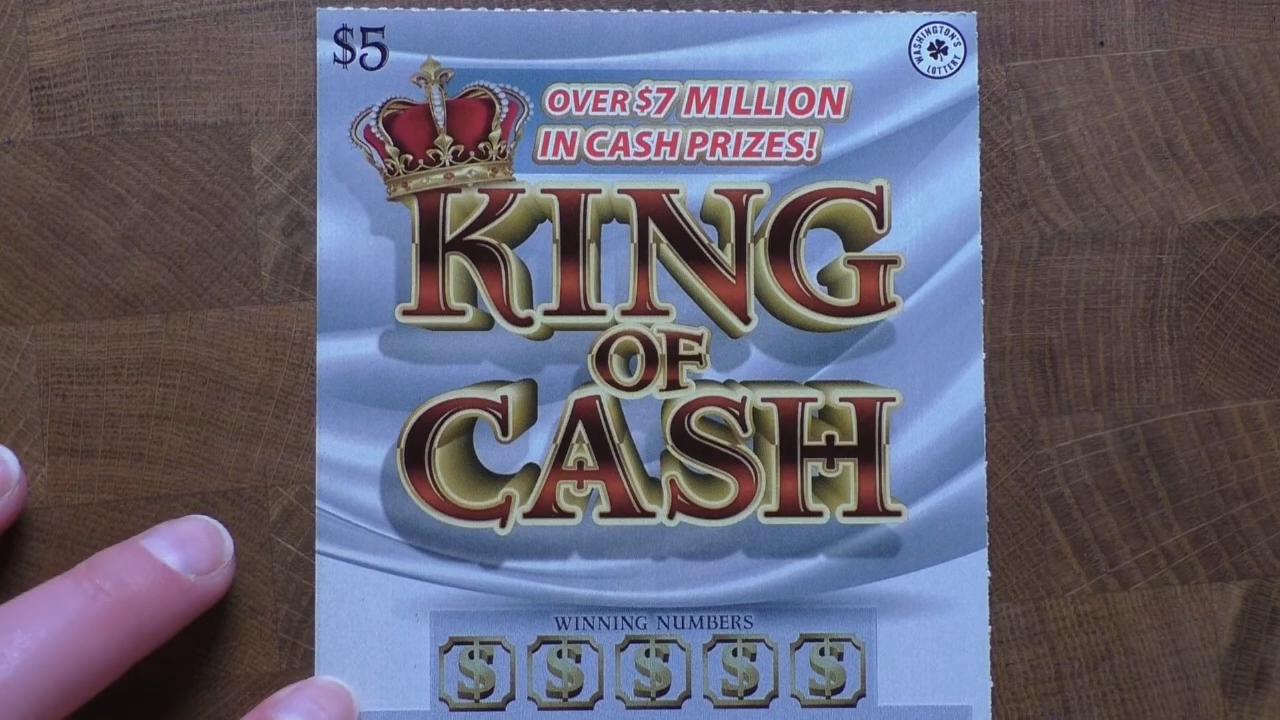 $5
WASHINGTON'S
LOTTERY
OVER $7 MILLION
IN CASH PRIZES!
KING
OF
CASH
WINNING NUMBERS
$ $ $ $ $